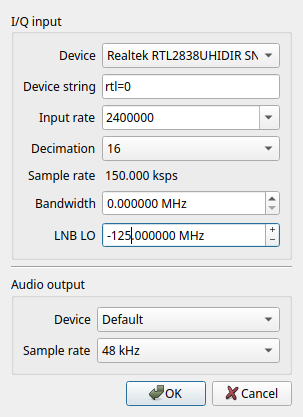 I/Q input
Device Realtek RTL2838UHIDIR SN
Device string rtl=0
Input rate 2400000
Decimation 16
Sample rate 150.000 ksps
Bandwidth 0.000000 MHz
LNB LO -125.000000 MHz
Audio output
Device Default
Sample rate 48 kHz
OK Cancel